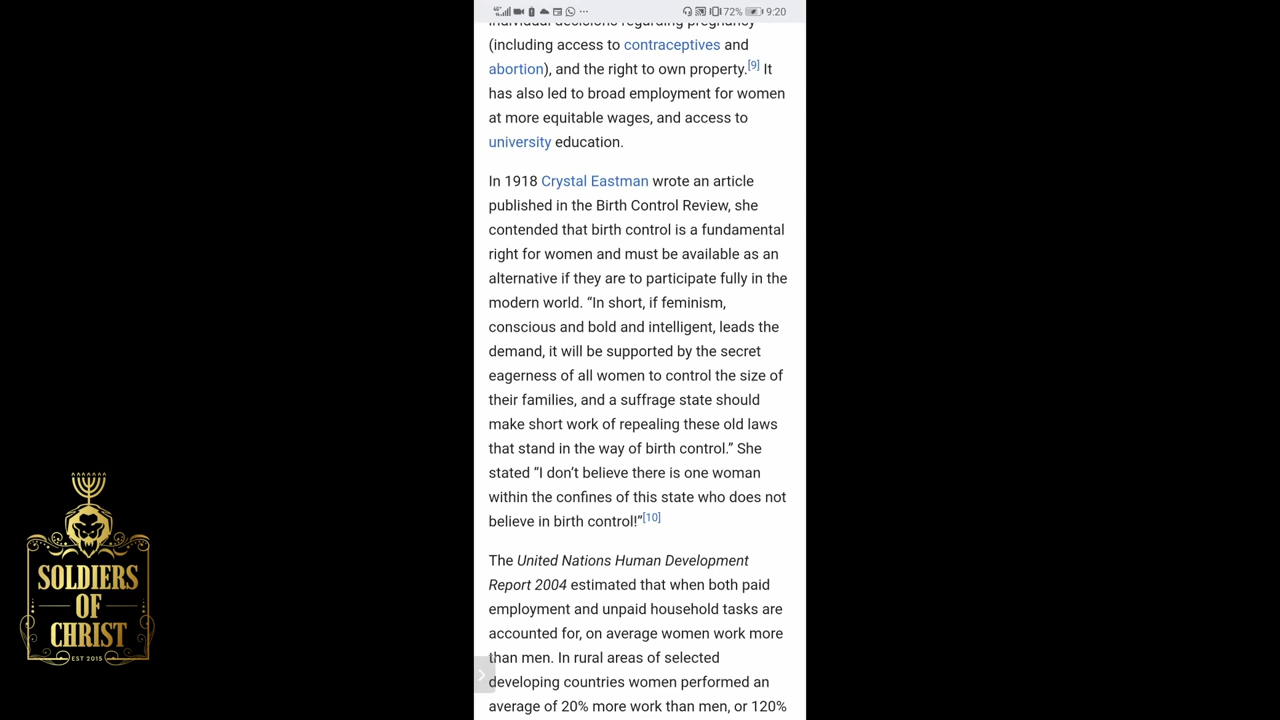 72% 9:20
individual decisions regarding pregnancy
(including access to contraceptives and
abortion), and the right to own property.[9] It
has also led to broad employment for women
at more equitable wages, and access to
university education.
In 1918 Crystal Eastman wrote an article
published in the Birth Control Review, she
contended that birth control is a fundamental
right for women and must be available as an
alternative if they are to participate fully in the
modern world. “In short, if feminism,
conscious and bold and intelligent, leads the
demand, it will be supported by the secret
eagerness of all women to control the size of
their families, and a suffrage state should
make short work of repealing these old laws
that stand in the way of birth control.” She
stated “I don’t believe there is one woman
within the confines of this state who does not
believe in birth control!”[10]
The United Nations Human Development
Report 2004 estimated that when both paid
employment and unpaid household tasks are
accounted for, on average women work more
than men. In rural areas of selected
developing countries women performed an
average of 20% more work than men, or 120%
SOLDIERS
OF
CHRIST
EST 2015